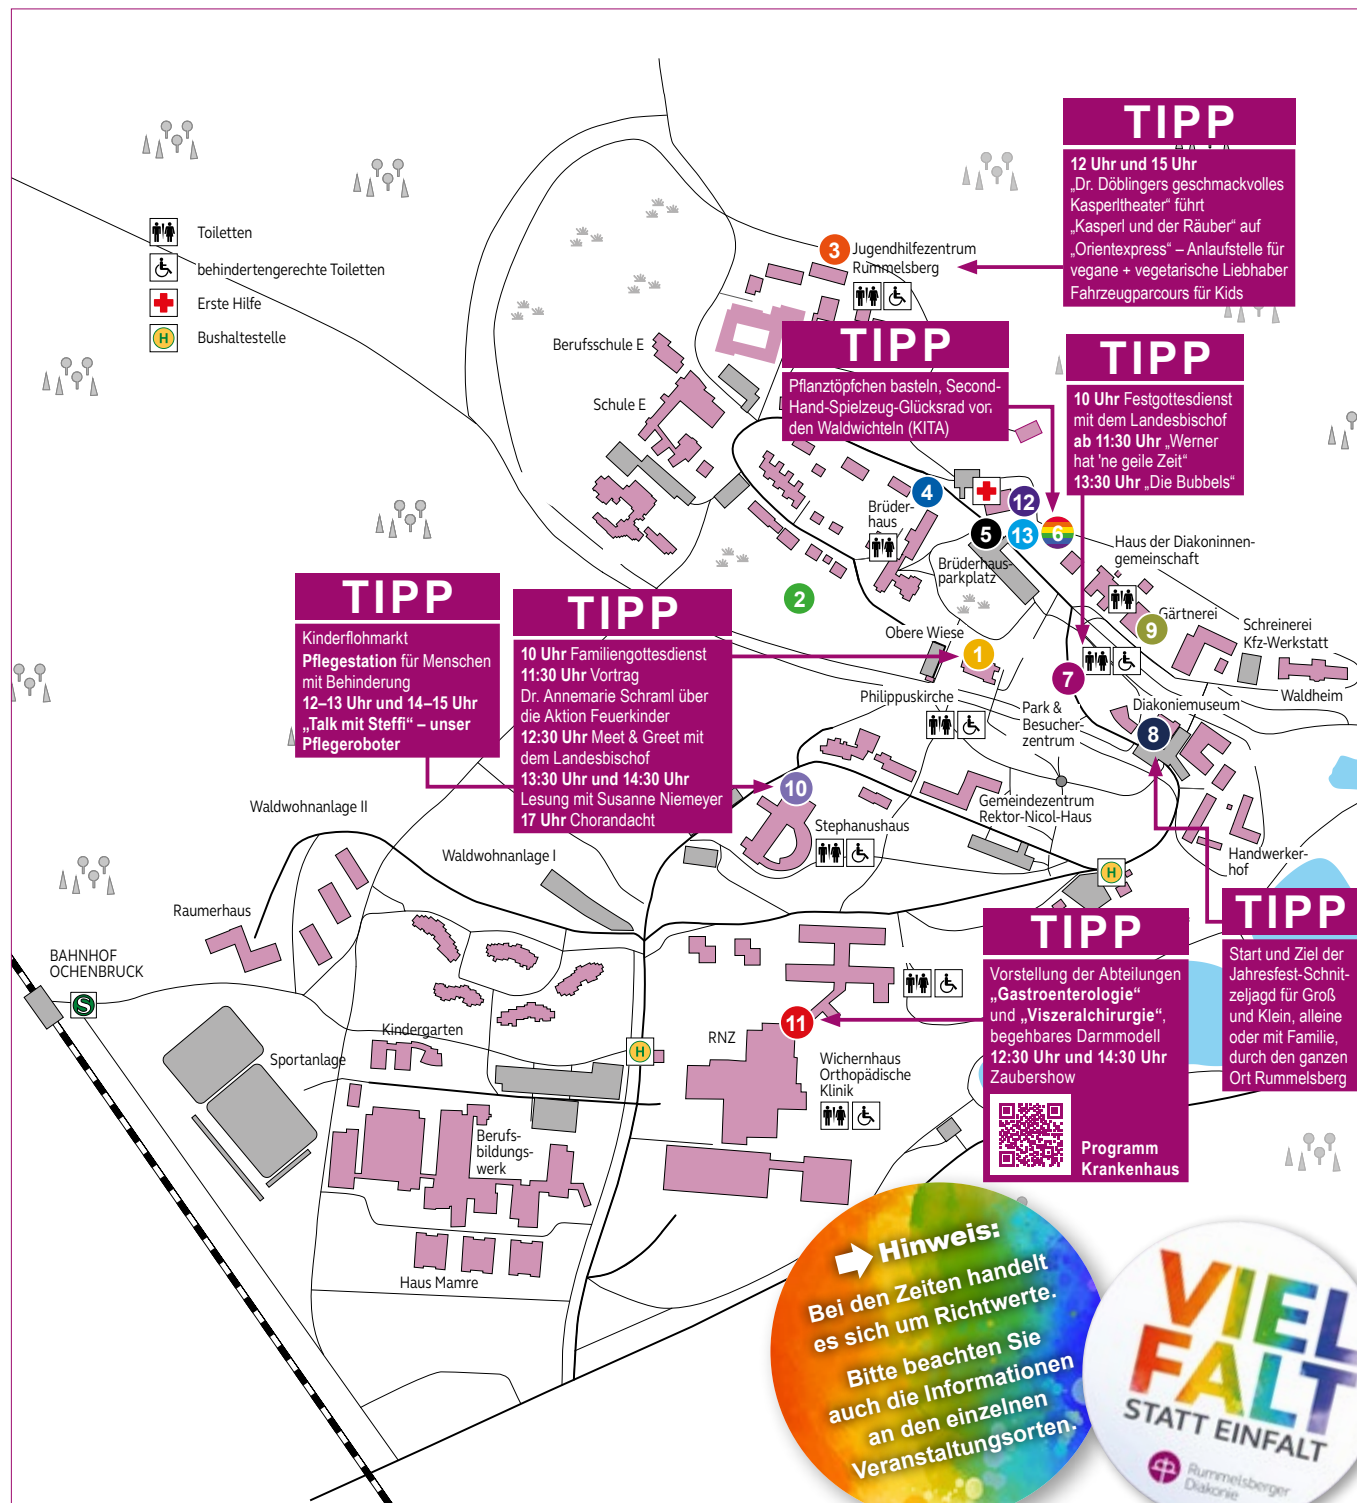 TIPP
12 Uhr und 15 Uhr
„Dr. Döblingers geschmackvolles
Kasperltheater“ führt
„Kasperl und der Räuber“ auf
„Orientexpress“ – Anlaufstelle für
vegane + vegetarische Liebhaber
Fahrzeugparcours für Kids
Toiletten
behindertengerechte Toiletten
Erste Hilfe
H
Bushaltestelle
3
Jugendhilfezentrum
Rummelsberg
Berufsschule E
Schule E
TIPP
Pflanztöpfchen basteln, Second-
Hand-Spielzeug-Glücksrad von
den Waldwichteln (KITA)
TIPP
10 Uhr Festgottesdienst
mit dem Landesbischof
ab 11:30 Uhr „Werner
hat 'ne geile Zeit“
13:30 Uhr „Die Bubbels“
4
12
5
13
6
Brüder-
haus
Brüderhaus-
parkplatz
Haus der Diakoninnen-
gemeinschaft
2
9
Gärtnerei
Schreinerei
Kfz-Werkstatt
Waldheim
Obere Wiese
1
7
Philippuskirche
Park &
Besucher-
zentrum
Diakoniemuseum
8
TIPP
Kinderflohmarkt
Pflegestation für Menschen
mit Behinderung
12–13 Uhr und 14–15 Uhr
„Talk mit Steffi“ – unser
Pflegeroboter
TIPP
10 Uhr Familiengottesdienst
11:30 Uhr Vortrag
Dr. Annemarie Schraml über
die Aktion Feuerkinder
12:30 Uhr Meet & Greet mit
dem Landesbischof
13:30 Uhr und 14:30 Uhr
Lesung mit Susanne Niemeyer
17 Uhr Chorandacht
10
Stephanushaus
Gemeindezentrum
Rektor-Nicol-Haus
H
Handwerker-
hof
Waldwohnanlage II
Waldwohnanlage I
Raumerhaus
BAHNHOF
OCHENBRUCK
S
Sportanlage
Kindergarten
H
RNZ
11
Wichernhaus
Orthopädische
Klinik
Berufs-
bildungs-
werk
Haus Mamre
TIPP
Vorstellung der Abteilungen
„Gastroenterologie“
und „Viszeralchirurgie“,
begehbares Darmmodell
12:30 Uhr und 14:30 Uhr
Zaubershow
Programm
Krankenhaus
TIPP
Start und Ziel der
Jahresfest-Schnit-
zeljagd für Groß
und Klein, alleine
oder mit Familie,
durch den ganzen
Ort Rummelsberg
Hinweis:
Bei den Zeiten handelt
es sich um Richtwerte.
Bitte beachten Sie
auch die Informationen
an den einzelnen
Veranstaltungsorten.
VIEL
FALT
STATT EINFALT
Rummelsberger
Diakonie